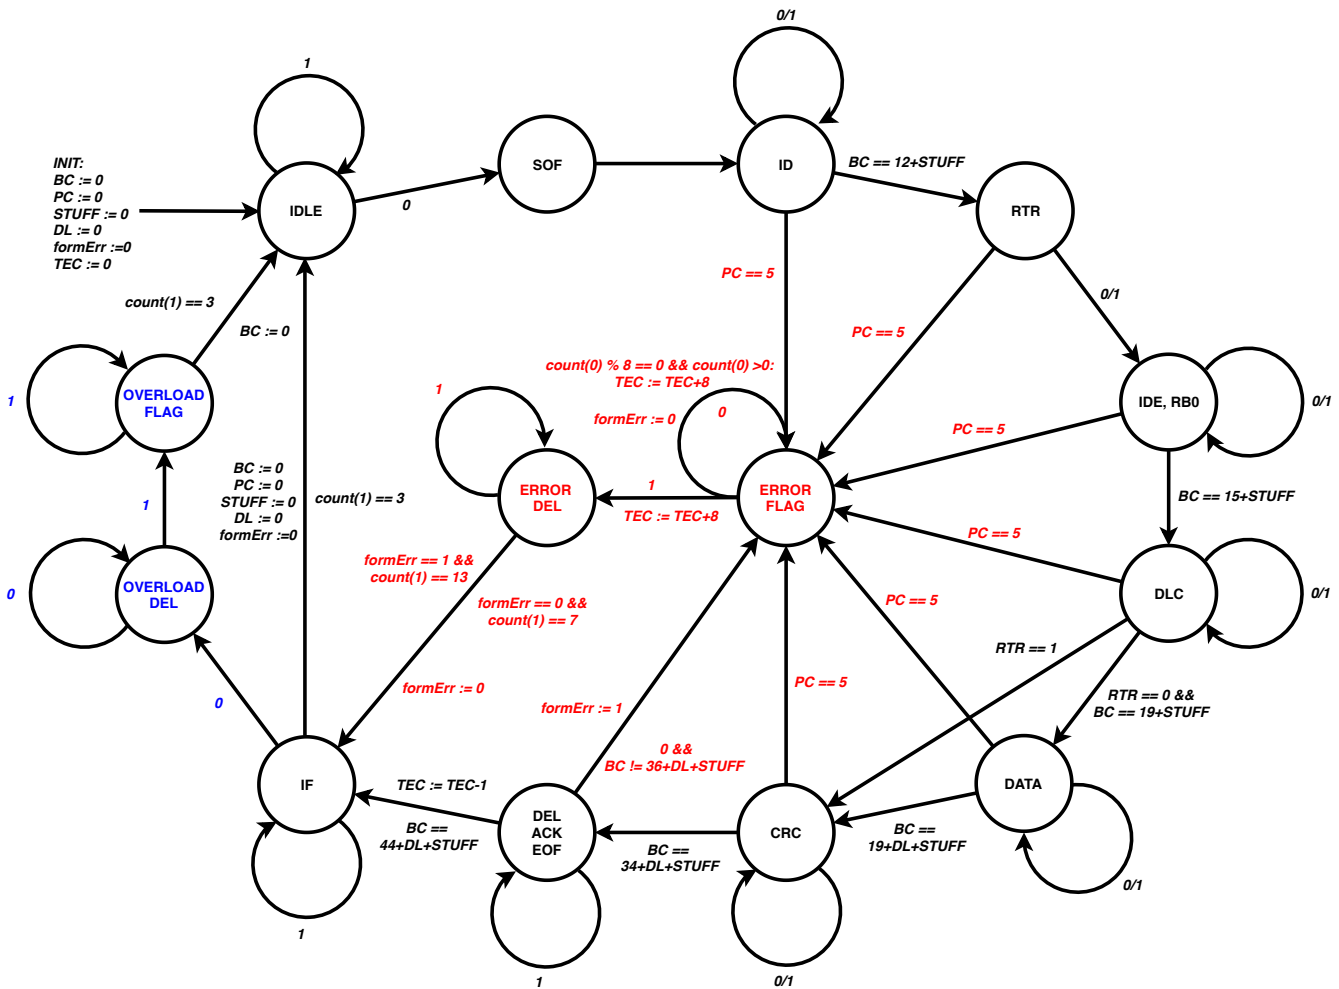 0/1
1
INIT:
BC := 0
PC := 0
STUFF := 0
DL := 0
formErr :=0
TEC := 0
IDLE
0
SOF
ID
BC == 12+STUFF
RTR
PC == 5
0/1
PC == 5
count(1) == 3
BC := 0
OVERLOAD
FLAG
1
1
count(0) % 8 == 0 && count(0) >0:
TEC := TEC+8
formErr := 0
0
1
PC == 5
IDE, RB0
0/1
BC := 0
PC := 0
STUFF := 0
DL := 0
formErr :=0
count(1) == 3
ERROR
DEL
1
TEC := TEC+8
ERROR
FLAG
BC == 15+STUFF
PC == 5
OVERLOAD
DEL
0
formErr == 1 &&
count(1) == 13
formErr == 0 &&
count(1) == 7
PC == 5
DLC
0/1
RTR == 1
RTR == 0 &&
BC == 19+STUFF
0
formErr := 0
formErr := 1
PC == 5
0 &&
BC != 36+DL+STUFF
IF
TEC := TEC-1
BC ==
44+DL+STUFF
DEL
ACK
EOF
BC ==
34+DL+STUFF
CRC
BC ==
19+DL+STUFF
DATA
0/1
1
1
0/1